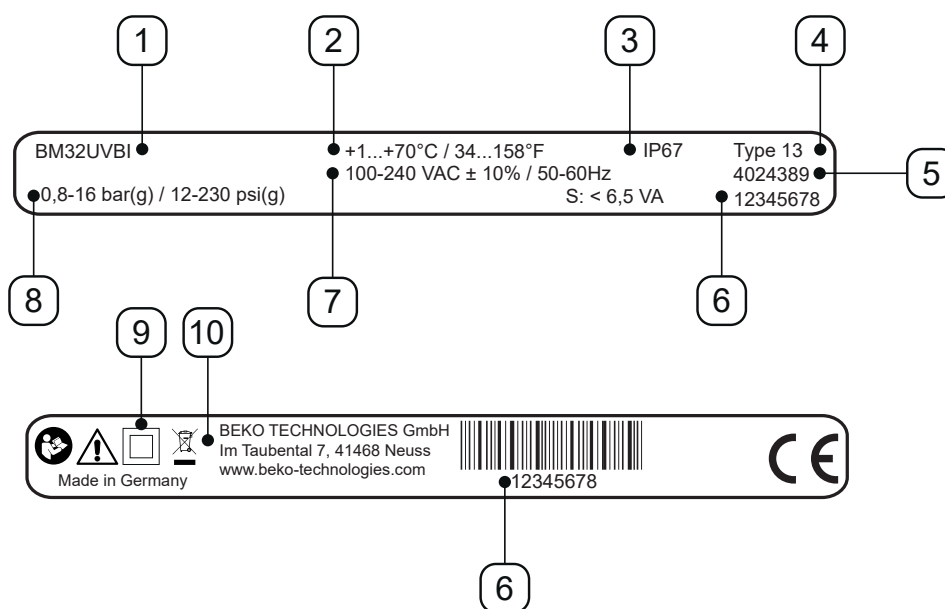 1 2 3 4
BM32UVBI +1...+70°C / 34...158°F IP67 Type 13
100-240 VAC ± 10% / 50-60Hz 4024389
0,8-16 bar(g) / 12-230 psi(g) S: < 6,5 VA 12345678
5
8 7 6
9 10
BEKO TECHNOLOGIES GmbH
Im Taubental 7, 41468 Neuss
www.beko-technologies.com
Made in Germany
12345678
CE
6